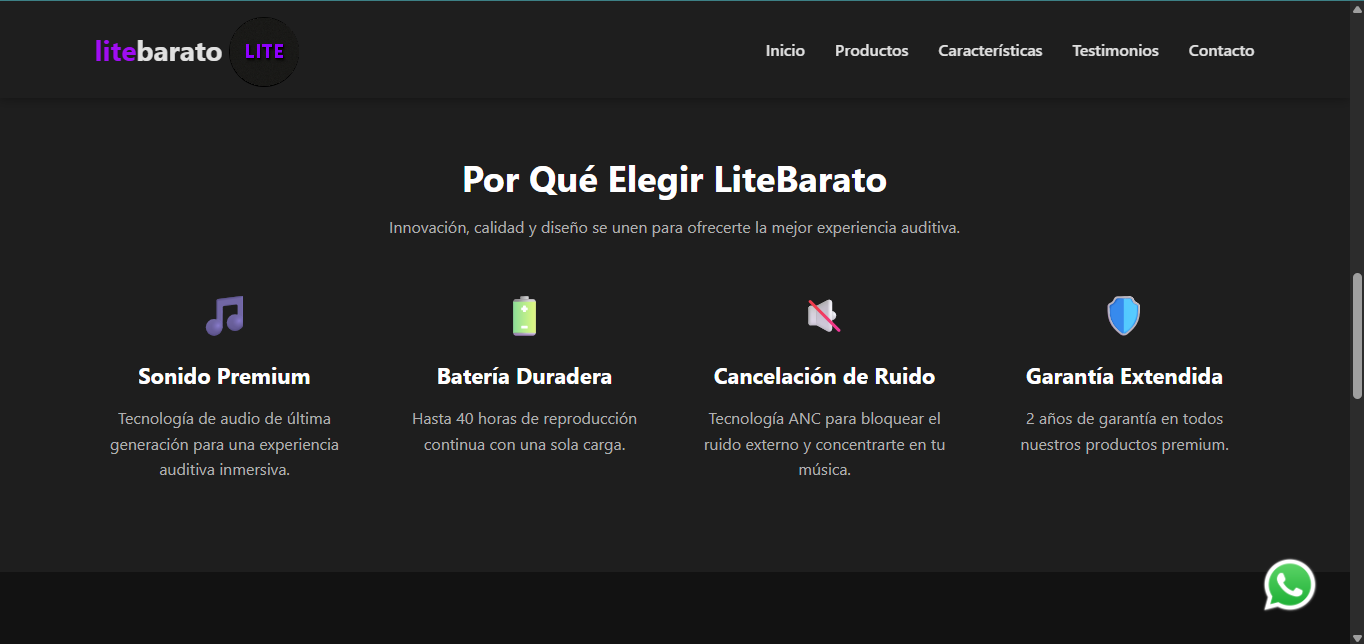 litebarato LITE
Inicio Productos Características Testimonios Contacto
Por Qué Elegir LiteBarato
Innovación, calidad y diseño se unen para ofrecerte la mejor experiencia auditiva.
Sonido Premium
Tecnología de audio de última
generación para una experiencia
auditiva inmersiva.
Batería Duradera
Hasta 40 horas de reproducción
continua con una sola carga.
Cancelación de Ruido
Tecnología ANC para bloquear el
ruido externo y concentrarte en tu
música.
Garantía Extendida
2 años de garantía en todos
nuestros productos premium.